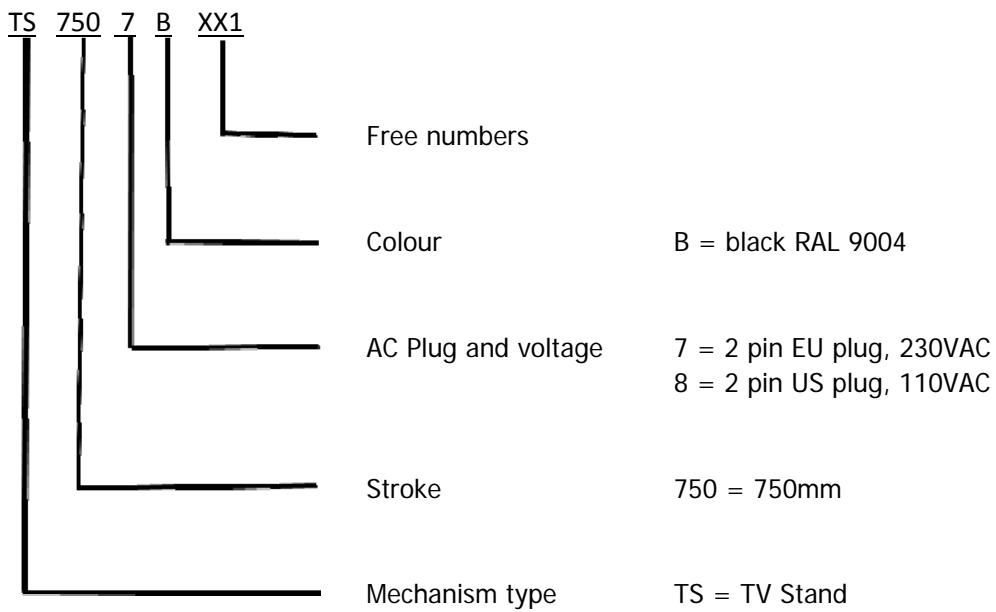 TS 750 7 B XX1
Free numbers
Colour B = black RAL 9004
AC Plug and voltage 7 = 2 pin EU plug, 230VAC
8 = 2 pin US plug, 110VAC
Stroke 750 = 750mm
Mechanism type TS = TV Stand